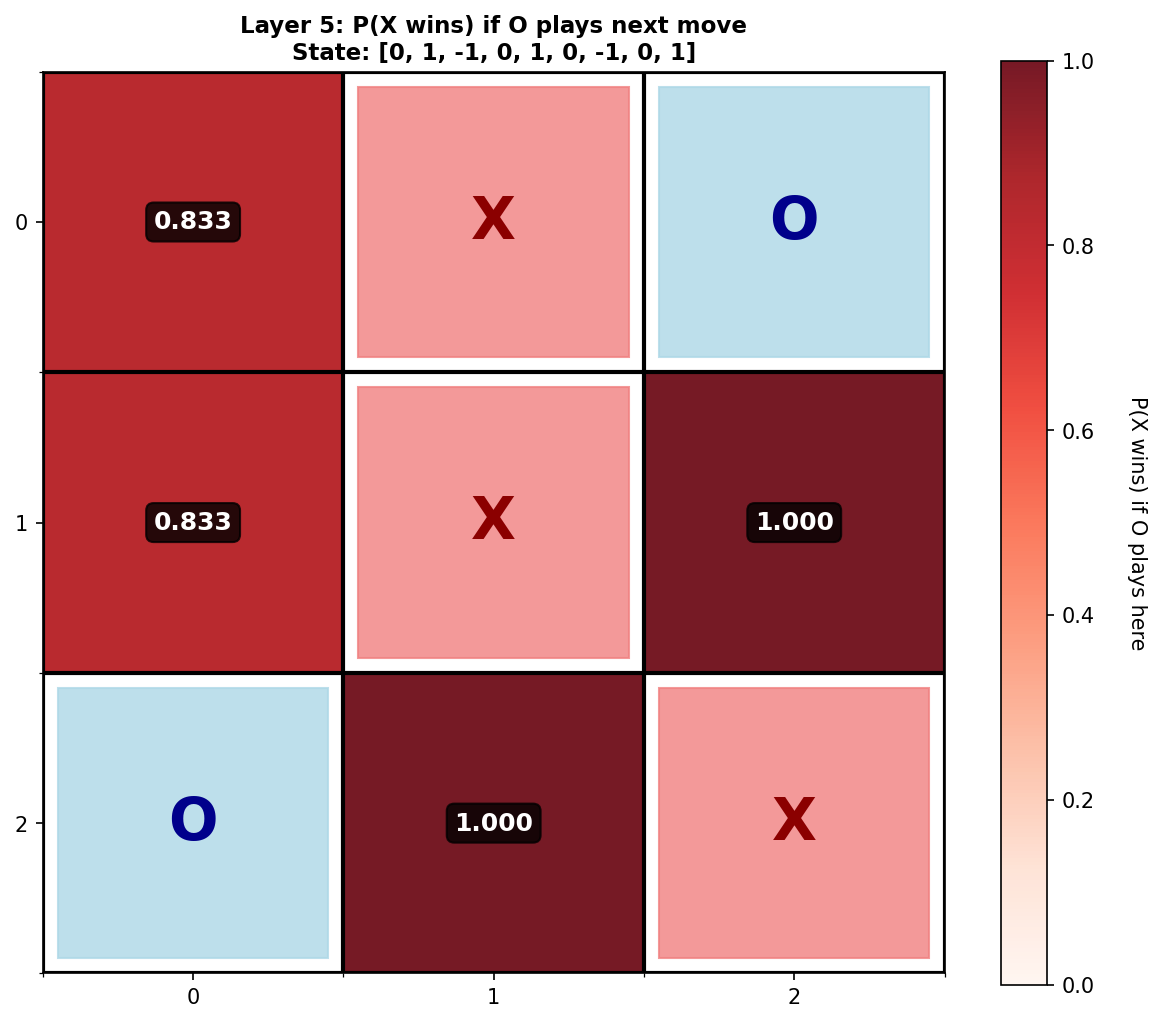 Layer 5: P(X wins) if O plays next move
State: [0, 1, -1, 0, 1, 0, -1, 0, 1]
0
0.833
X
O
1
0.833
X
1.000
2
O
1.000
X
0
1
2
1.0
0.8
0.6
0.4
0.2
0.0
P(X wins) if O plays here